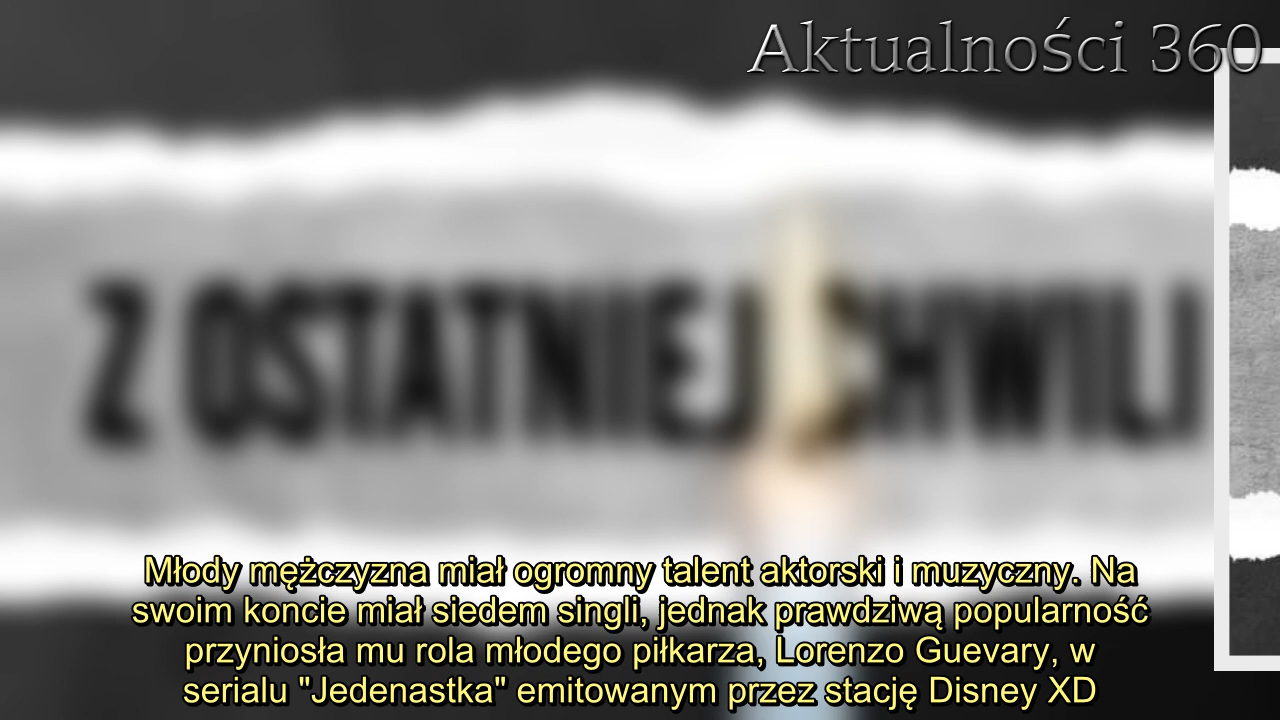 Aktualności 360
Z OSTATNIEJ CHWILI
Młody mężczyzna miał ogromny talent aktorski i muzyczny. Na
swoim koncie miał siedem singli, jednak prawdziwą popularność
przyniosła mu rola młodego piłkarza, Lorenzo Guevary, w
serialu "Jedenastka" emitowanym przez stację Disney XD